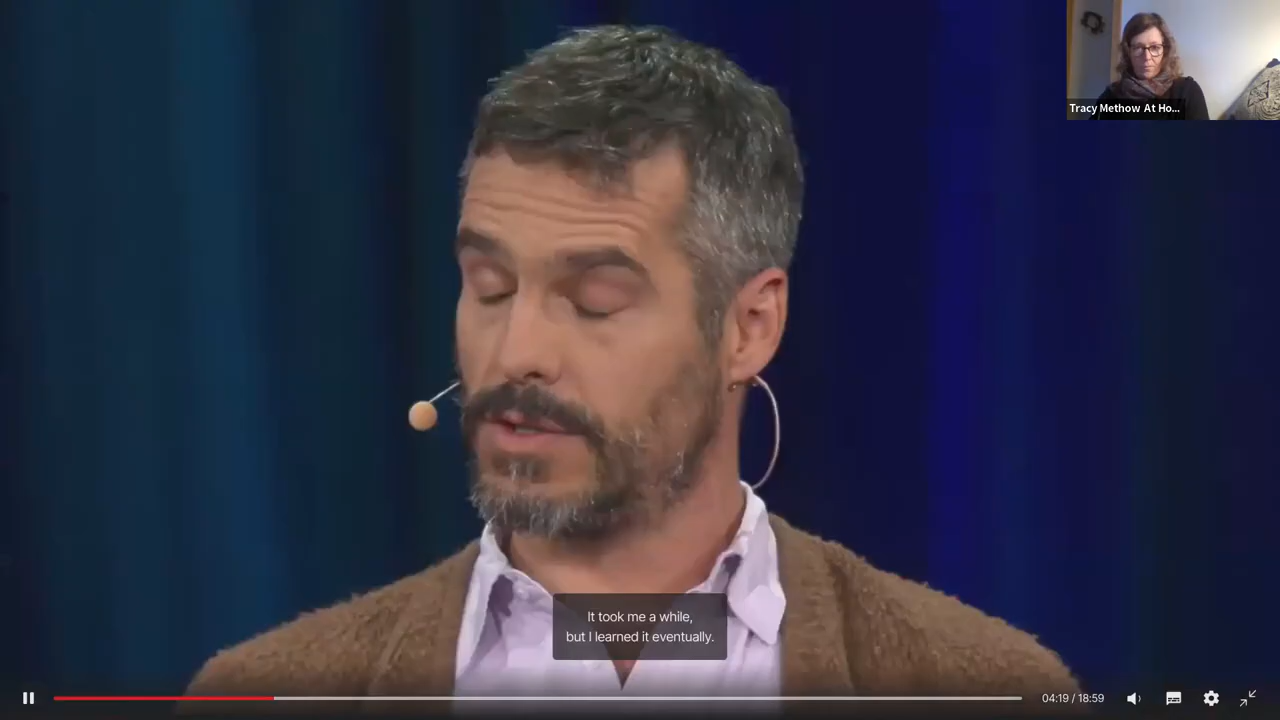 Tracy Methow At Ho...
It took me a while,
but I learned it eventually.
04:19 / 18:59